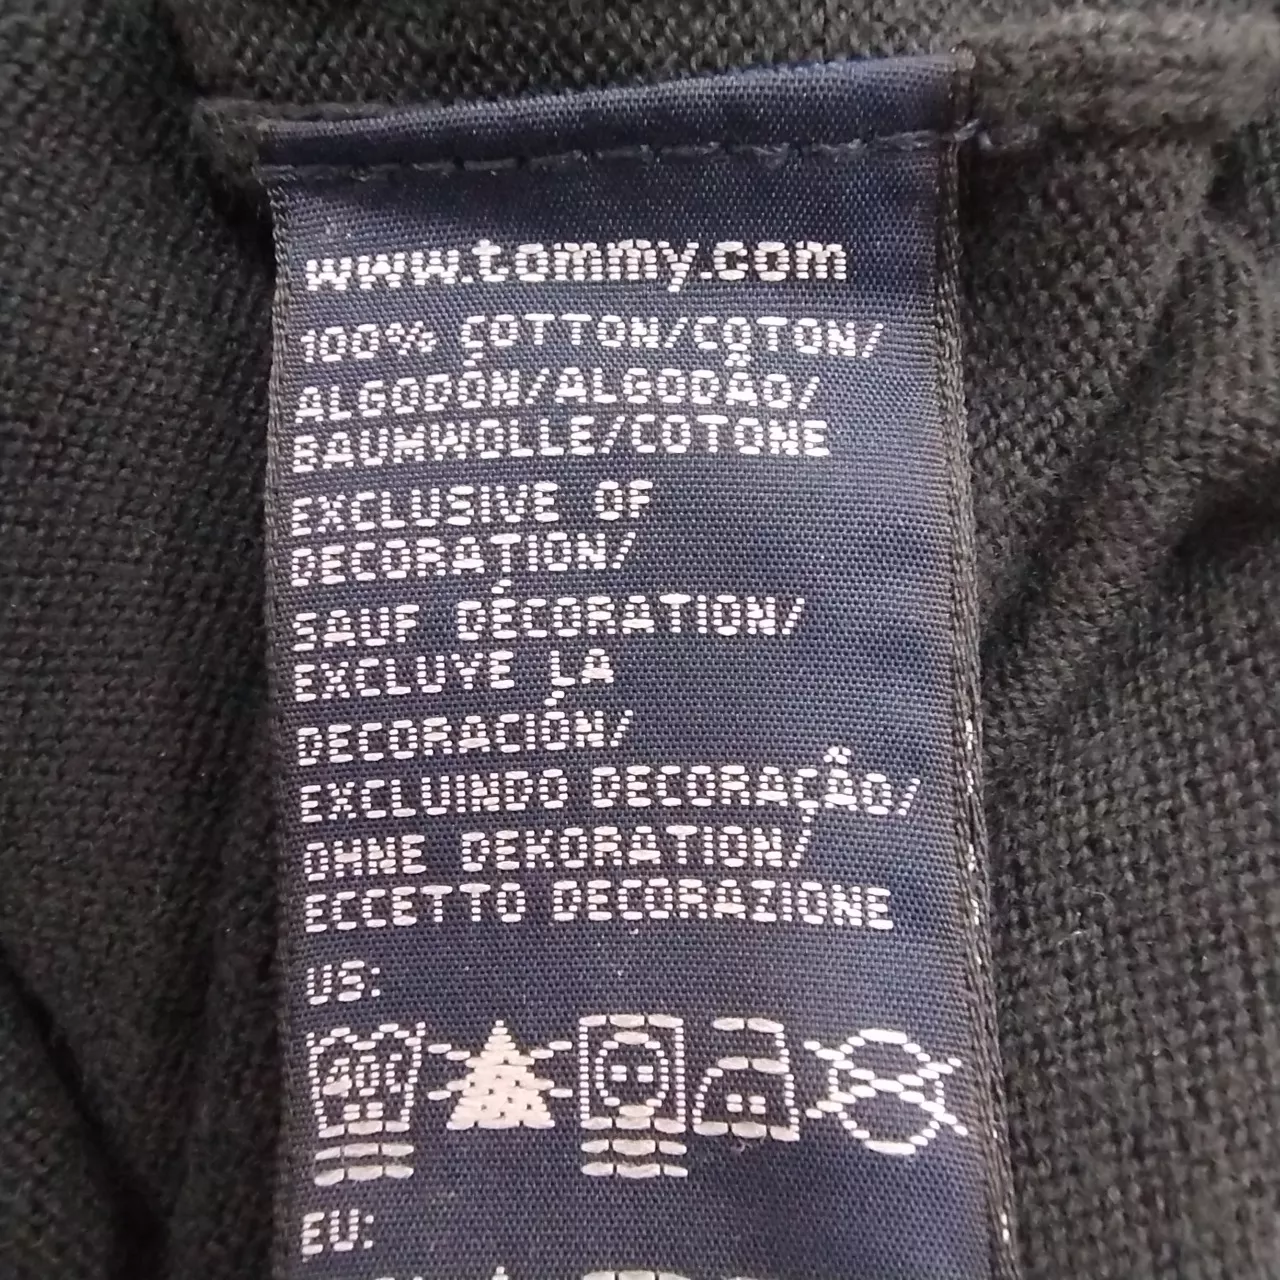 www.tommy.com
100% COTTON/COTON/
ALGODÓN/ALGODÃO/
BAUMWOLLE/COTONE
EXCLUSIVE OF
DECORATION/
SAUF DÉCORATION/
EXCLUYE LA
DECORACIÓN/
EXCLUINDO DECORAÇÃO/
OHNE DEKORATION/
ECCETTO DECORAZIONE
US:
EU: